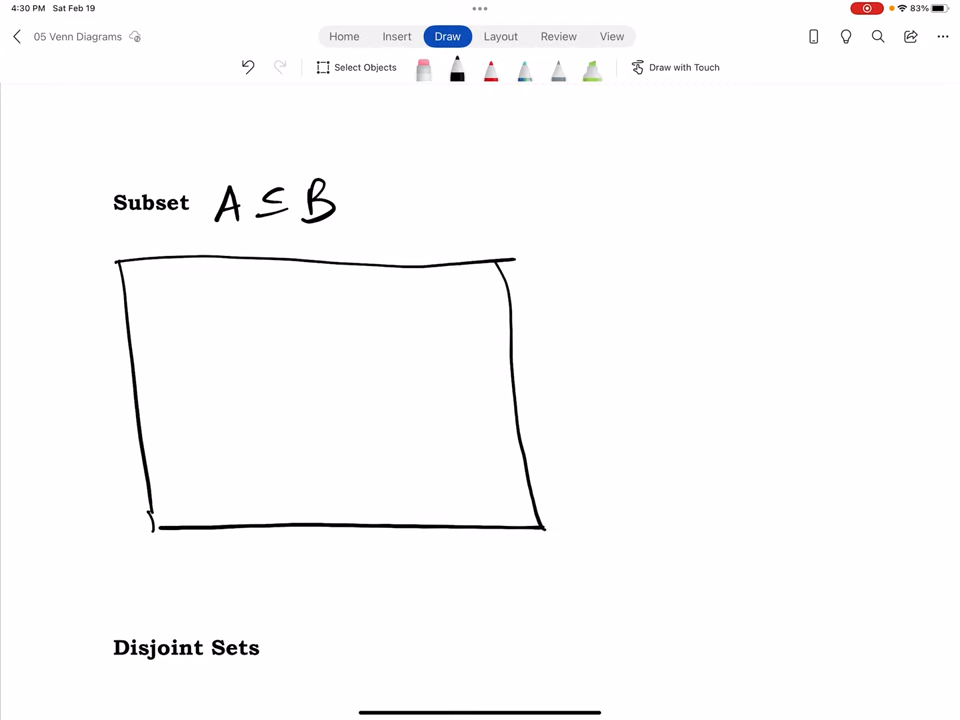 4:30 PM Sat Feb 19
83%
05 Venn Diagrams
Home Insert Draw Layout Review View
Select Objects
Draw with Touch
Subset A ⊆ B
Disjoint Sets